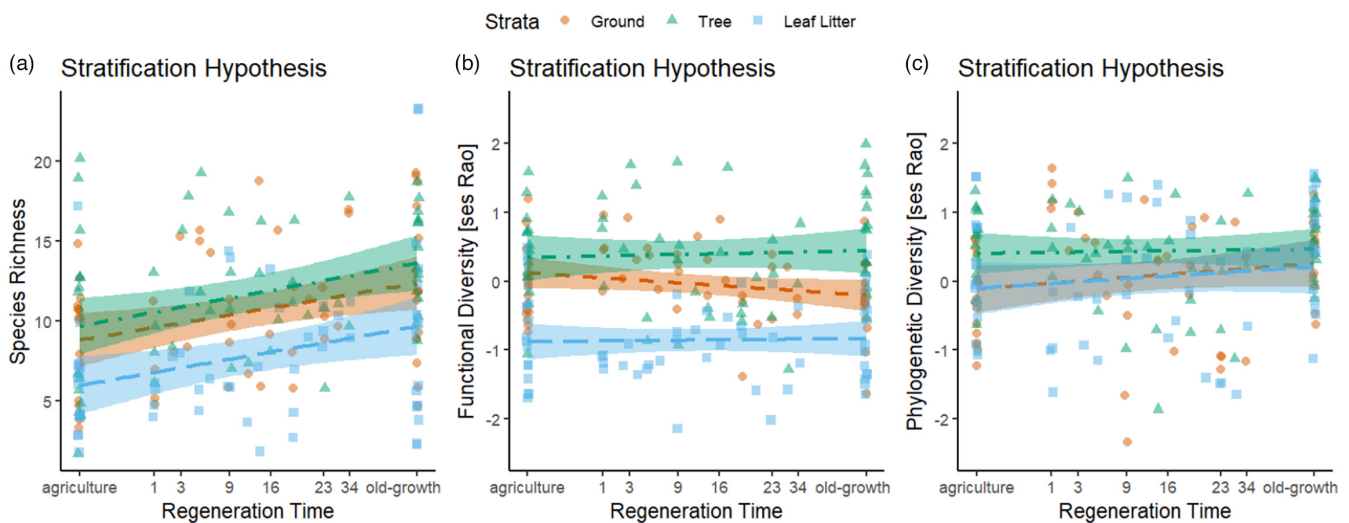 Strata Ground Tree Leaf Litter
(a) Stratification Hypothesis
Species Richness
20
15
10
5
agriculture 1 3 9 16 23 34 old-growth
Regeneration Time
(b) Stratification Hypothesis
Functional Diversity [ses Rao]
2
1
0
-1
-2
agriculture 1 3 9 16 23 34 old-growth
Regeneration Time
(c) Stratification Hypothesis
Phylogenetic Diversity [ses Rao]
2
1
0
-1
-2
agriculture 1 3 9 16 23 34 old-growth
Regeneration Time